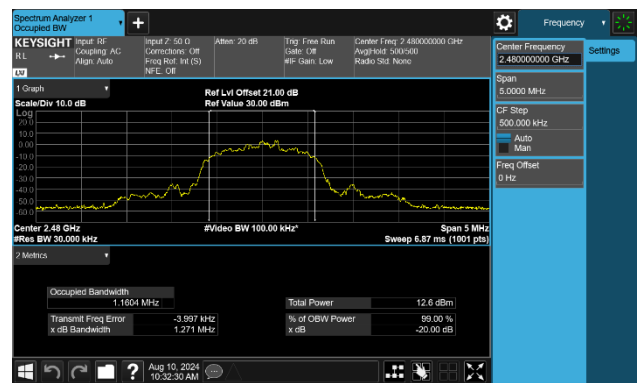 Spectrum Analyzer 1
Occupied BW
+
Frequency
KEYSIGHT
RL
LV
Input: RF
Coupling: AC
Align: Auto
Input Z: 50 Ω
Corrections: Off
Freq Ref: Int (S)
NFE: Off
Atten: 20 dB
Trig: Free Run
Gate: Off
#IF Gain: Low
Center Freq: 2.480000000 GHz
Avg|Hold: 500/500
Radio Std: None
Center Frequency
2.480000000 GHz
Settings
Span
5.0000 MHz
CF Step
500.000 kHz
Auto
Man
Freq Offset
0 Hz
1 Graph
Scale/Div 10.0 dB
Ref Lvl Offset 21.00 dB
Ref Value 30.00 dBm
Log
20.0
10.0
0.00
-10.0
-20.0
-30.0
-40.0
-50.0
-60.0
Center 2.48 GHz
#Video BW 100.00 kHz*
Span 5 MHz
#Res BW 30.000 kHz
Sweep 6.87 ms (1001 pts)
2 Metrics
Occupied Bandwidth
1.1604 MHz
Total Power 12.6 dBm
Transmit Freq Error -3.997 kHz
% of OBW Power 99.00 %
x dB Bandwidth 1.271 MHz
x dB -20.00 dB
?
Aug 10, 2024
10:32:30 AM